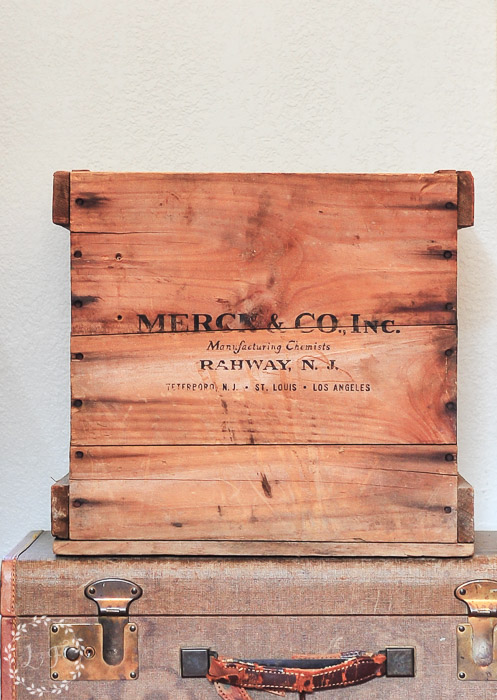 MERCK & CO., INC.
Manufacturing Chemists
RAHWAY, N. J.
TETERBORO, N.J. • ST. LOUIS • LOS ANGELES